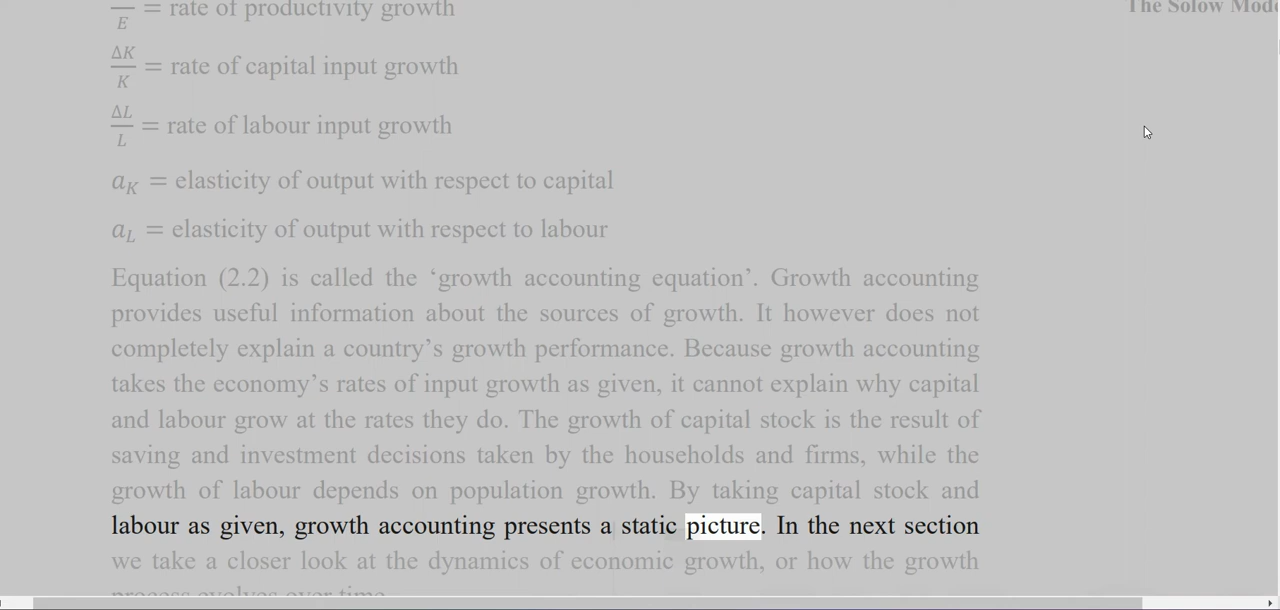 The Solow Mode
E = rate of productivity growth
ΔK/K = rate of capital input growth
ΔL/L = rate of labour input growth
a_K = elasticity of output with respect to capital
a_L = elasticity of output with respect to labour
Equation (2.2) is called the ‘growth accounting equation’. Growth accounting
provides useful information about the sources of growth. It however does not
completely explain a country’s growth performance. Because growth accounting
takes the economy’s rates of input growth as given, it cannot explain why capital
and labour grow at the rates they do. The growth of capital stock is the result of
saving and investment decisions taken by the households and firms, while the
growth of labour depends on population growth. By taking capital stock and
labour as given, growth accounting presents a static picture. In the next section
we take a closer look at the dynamics of economic growth, or how the growth
process evolves over time.